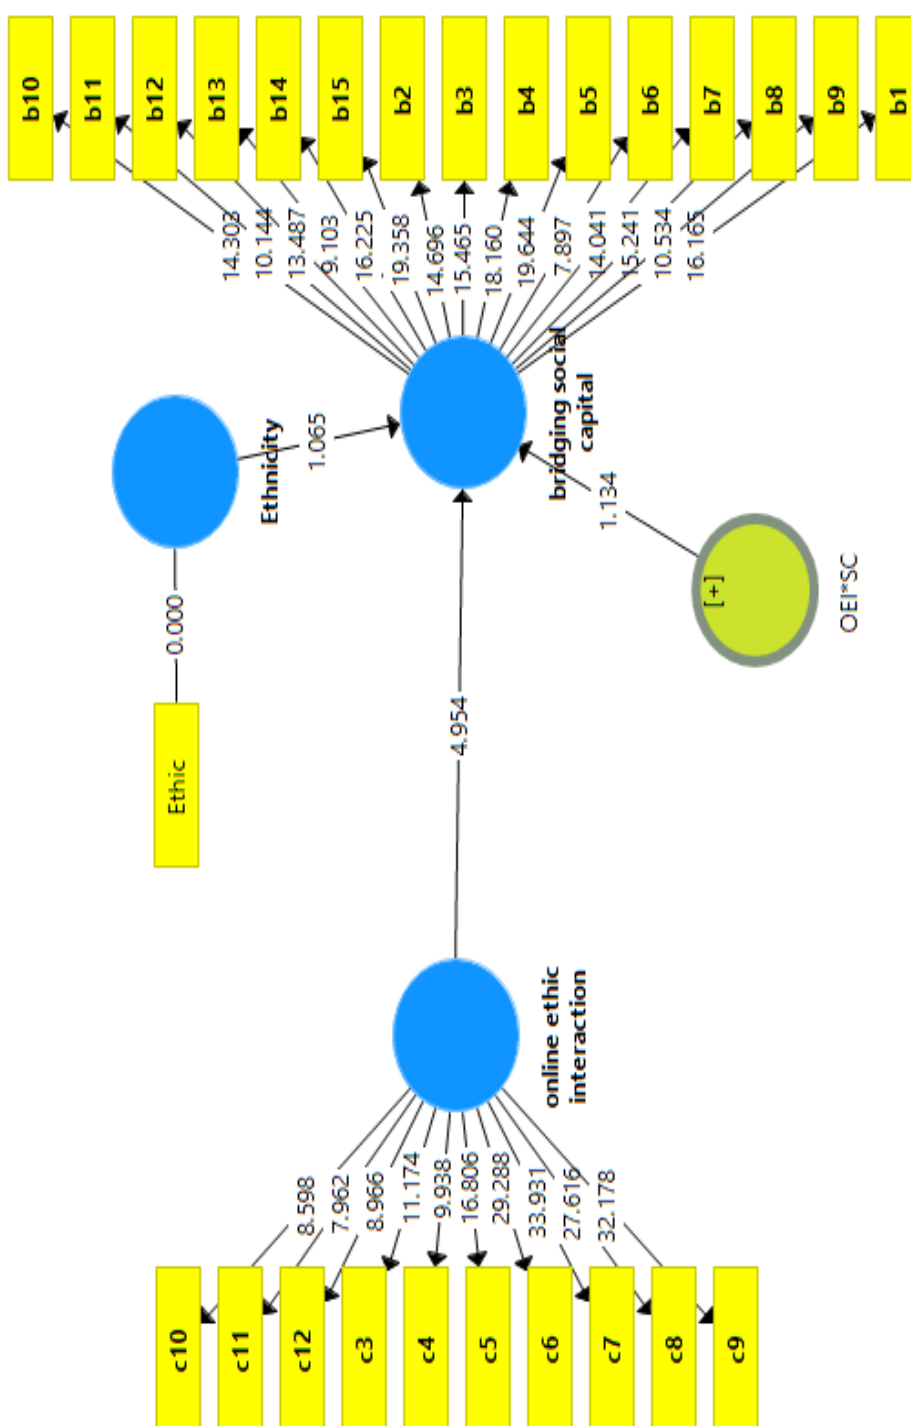 b10
b11
b12
b13
b14
b15
b2
b3
b4
b5
b6
b7
b8
b9
b1
14.303
10.144
13.487
9.103
16.225
19.358
14.696
15.465
18.160
19.644
7.897
14.041
15.241
10.534
16.165
bridging social
capital
Ethnicity
1.065
1.134
[+]
OEI*SC
0.000
Ethic
4.954
online ethic
interaction
8.598
7.962
8.966
11.174
9.938
16.806
29.288
33.931
27.616
32.178
c10
c11
c12
c3
c4
c5
c6
c7
c8
c9